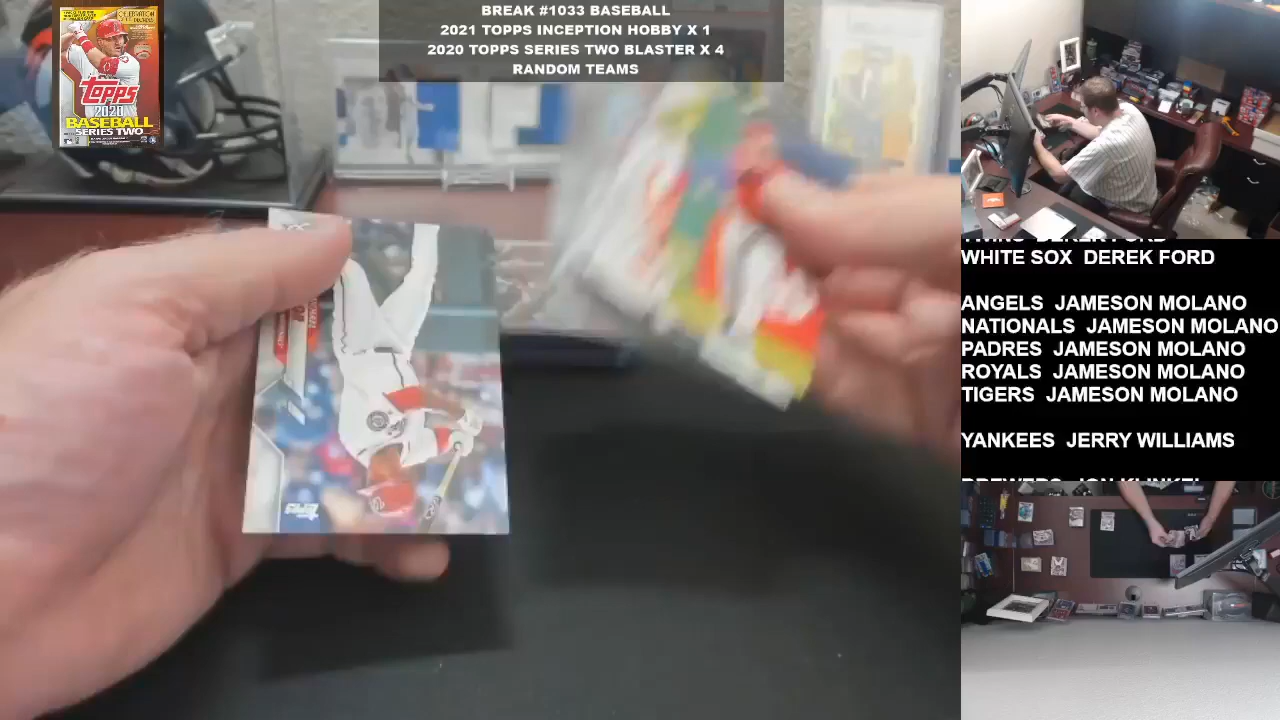 BREAK #1033 BASEBALL
2021 TOPPS INCEPTION HOBBY X 1
2020 TOPPS SERIES TWO BLASTER X 4
RANDOM TEAMS
TOPPS
2020
BASEBALL
SERIES TWO
WHITE SOX DEREK FORD
ANGELS JAMESON MOLANO
NATIONALS JAMESON MOLANO
PADRES JAMESON MOLANO
ROYALS JAMESON MOLANO
TIGERS JAMESON MOLANO
YANKEES JERRY WILLIAMS